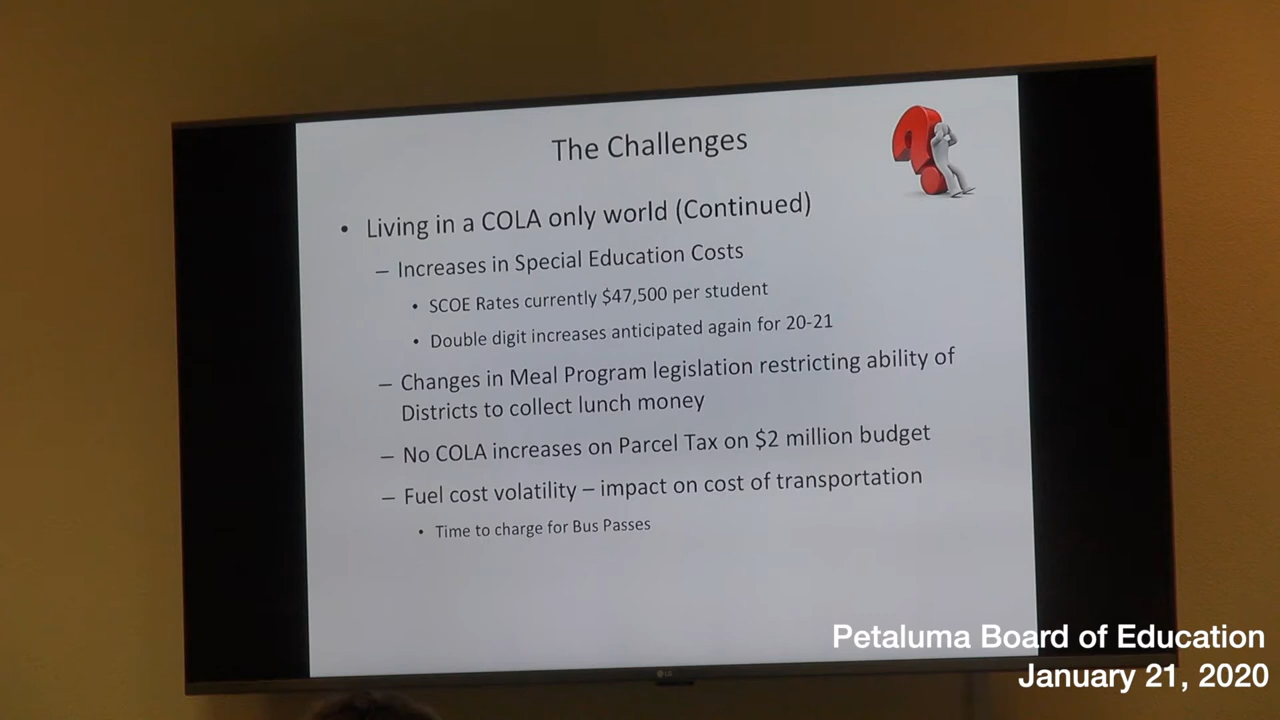 The Challenges
• Living in a COLA only world (Continued)
– Increases in Special Education Costs
• SCOE Rates currently $47,500 per student
• Double digit increases anticipated again for 20-21
– Changes in Meal Program legislation restricting ability of
Districts to collect lunch money
– No COLA increases on Parcel Tax on $2 million budget
– Fuel cost volatility – impact on cost of transportation
• Time to charge for Bus Passes
LG
Petaluma Board of Education
January 21, 2020